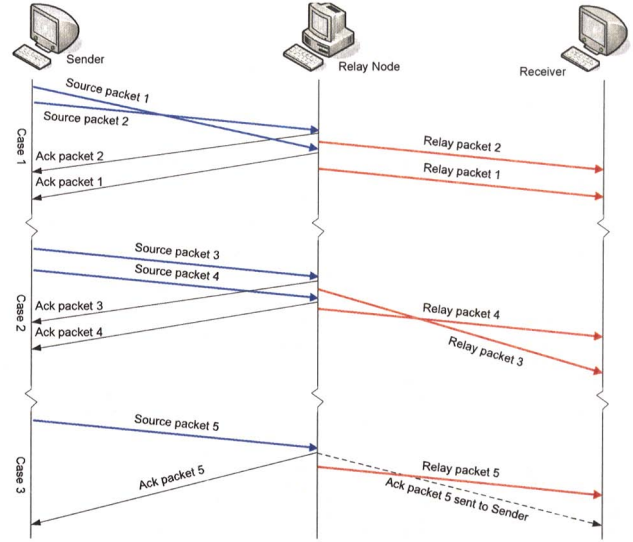 Sender
Relay Node
Receiver
Case 1
Source packet 1
Source packet 2
Relay packet 2
Ack packet 2
Relay packet 1
Ack packet 1
Case 2
Source packet 3
Source packet 4
Ack packet 3
Relay packet 4
Ack packet 4
Relay packet 3
Case 3
Source packet 5
Relay packet 5
Ack packet 5
Ack packet 5 sent to Sender